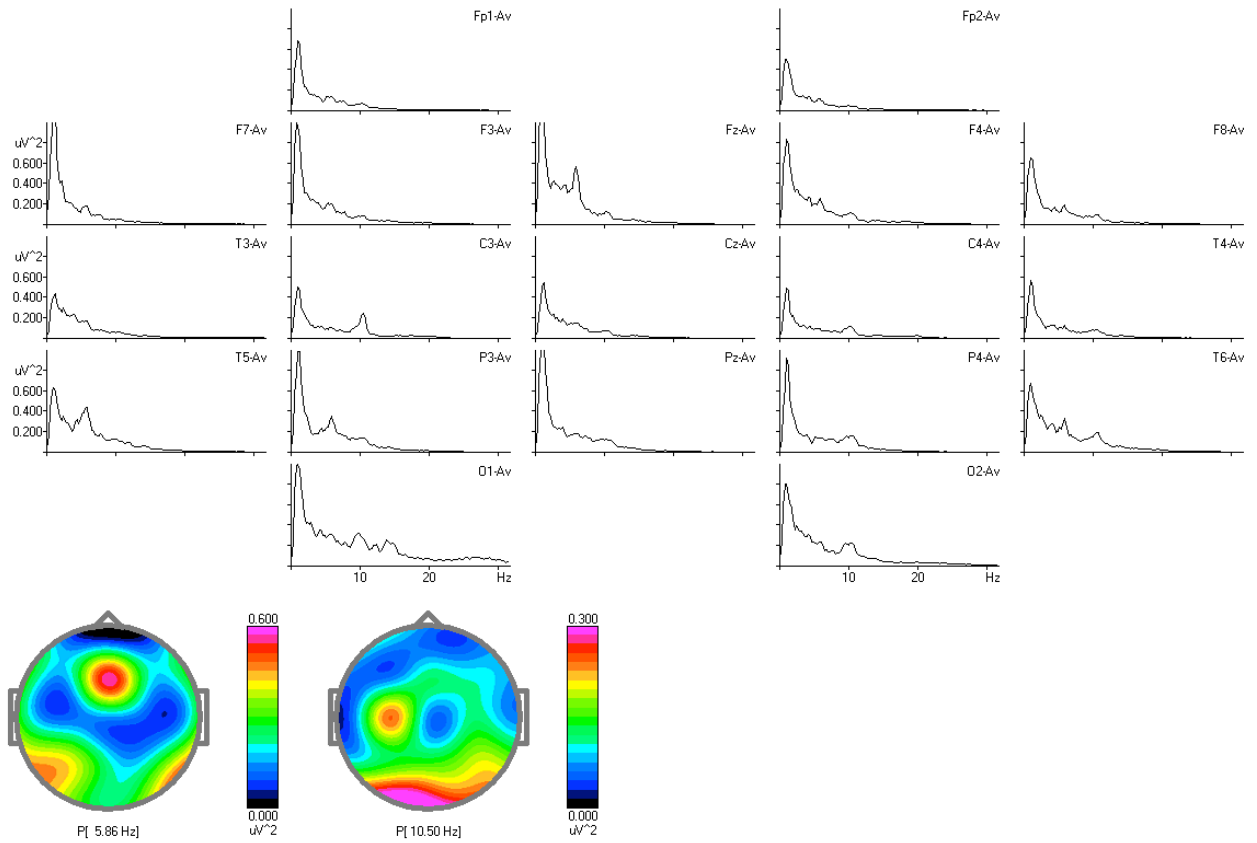 Fp1-Av Fp2-Av
F7-Av F3-Av Fz-Av F4-Av F8-Av
uV^2
0.600
0.400
0.200
T3-Av C3-Av Cz-Av C4-Av T4-Av
uV^2
0.600
0.400
0.200
T5-Av P3-Av Pz-Av P4-Av T6-Av
uV^2
0.600
0.400
0.200
O1-Av O2-Av
10 20 Hz 10 20 Hz
0.600 0.300
0.000 0.000
uV^2 uV^2
P[ 5.86 Hz] P[ 10.50 Hz]